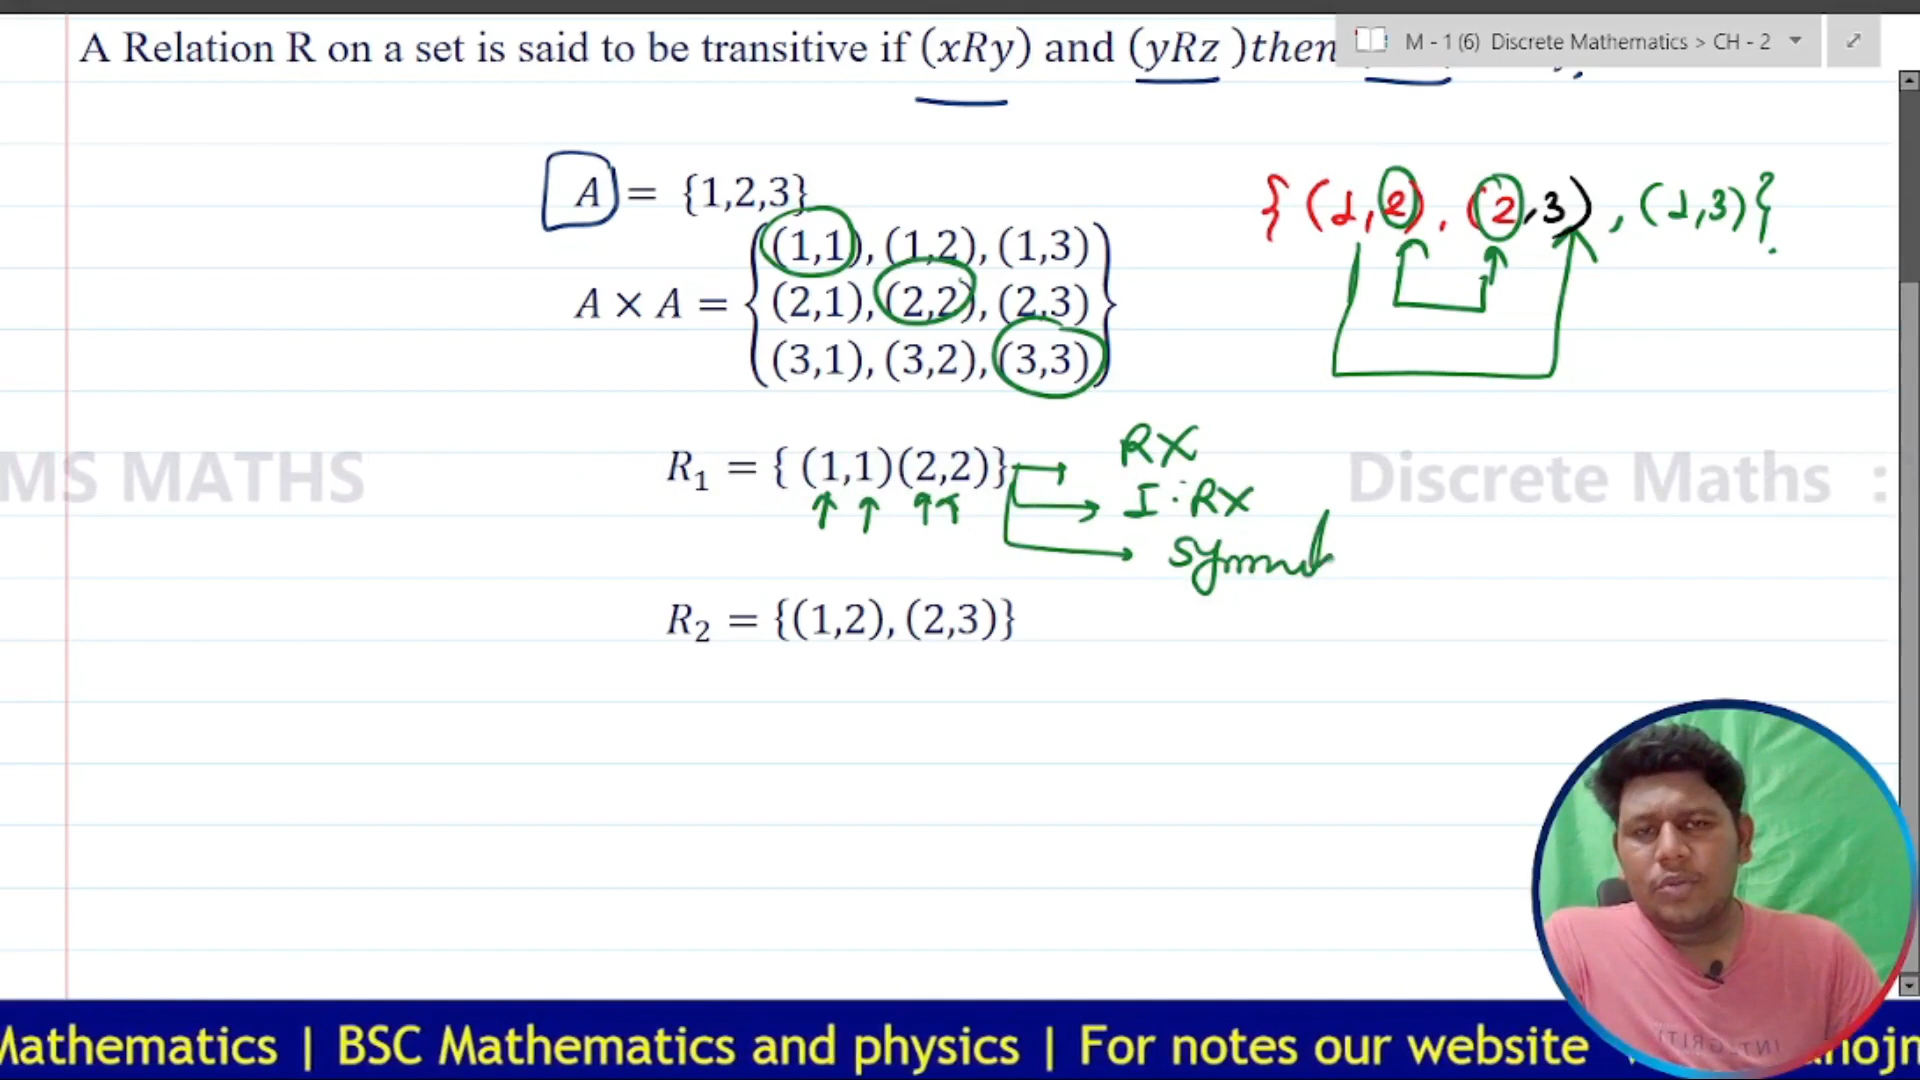 A Relation R on a set is said to be transitive if (xRy) and (yRz )then
M - 1 (6) Discrete Mathematics > CH - 2
A = {1,2,3}
{ (1,2), (2,3) , (1,3)}
A × A = { (1,1), (1,2), (1,3)
(2,1), (2,2), (2,3)
(3,1), (3,2), (3,3) }
R₁ = { (1,1)(2,2)}
RX
I·RX
Symmet
MS MATHS
Discrete Maths :
R₂ = {(1,2), (2,3)}
Mathematics | BSC Mathematics and physics | For notes our website